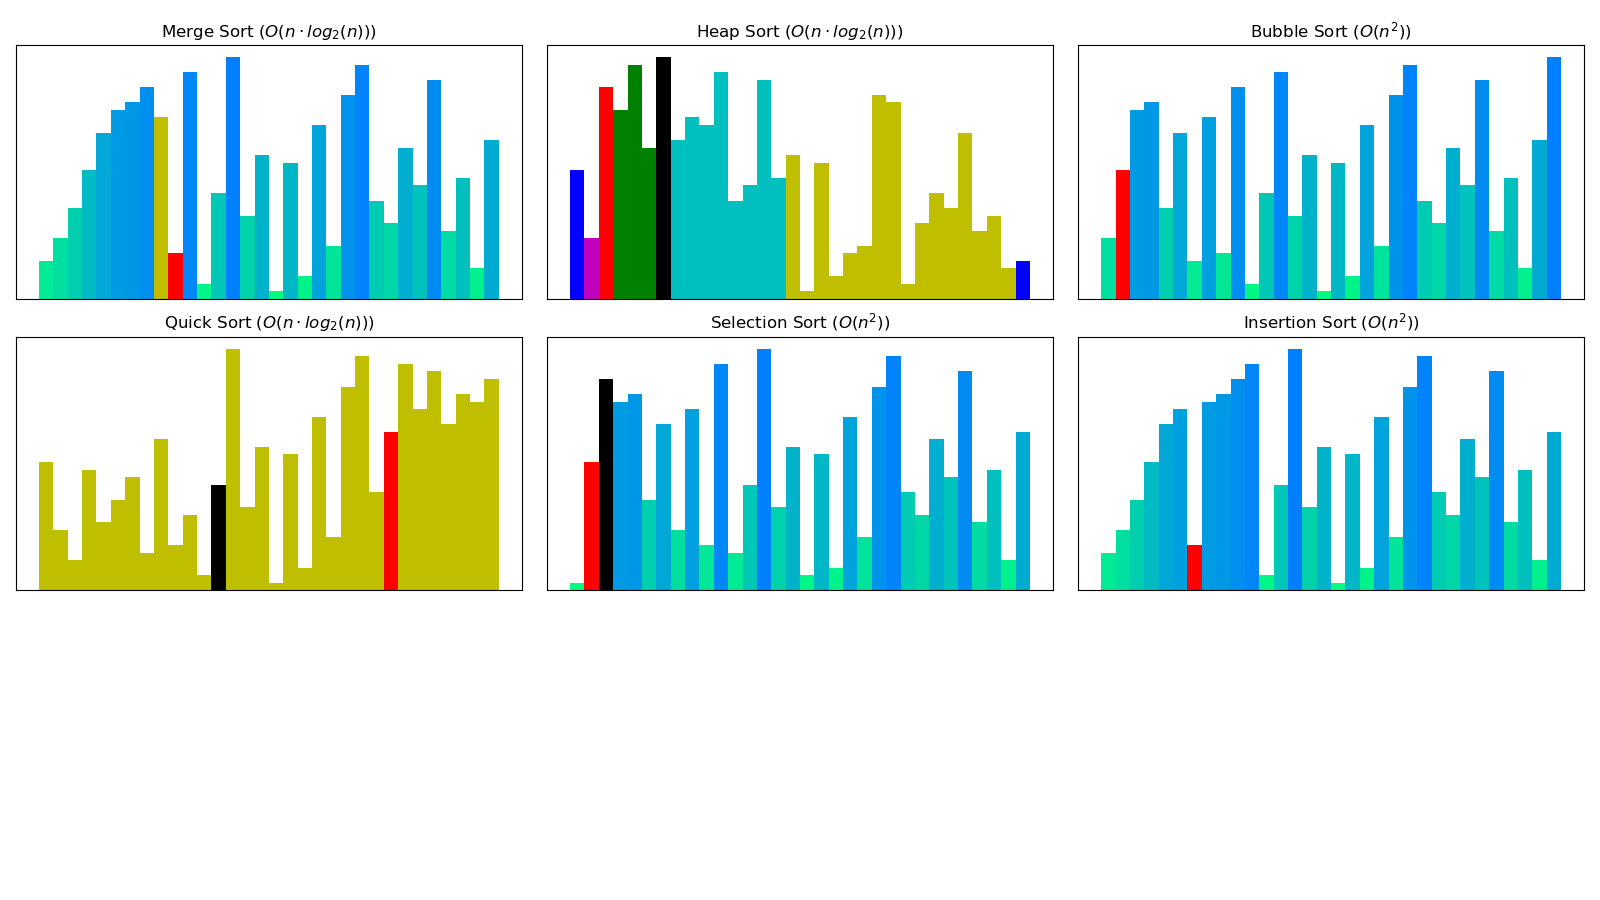 Merge Sort (O(n · log₂(n)))
Heap Sort (O(n · log₂(n)))
Bubble Sort (O(n²))
Quick Sort (O(n · log₂(n)))
Selection Sort (O(n²))
Insertion Sort (O(n²))